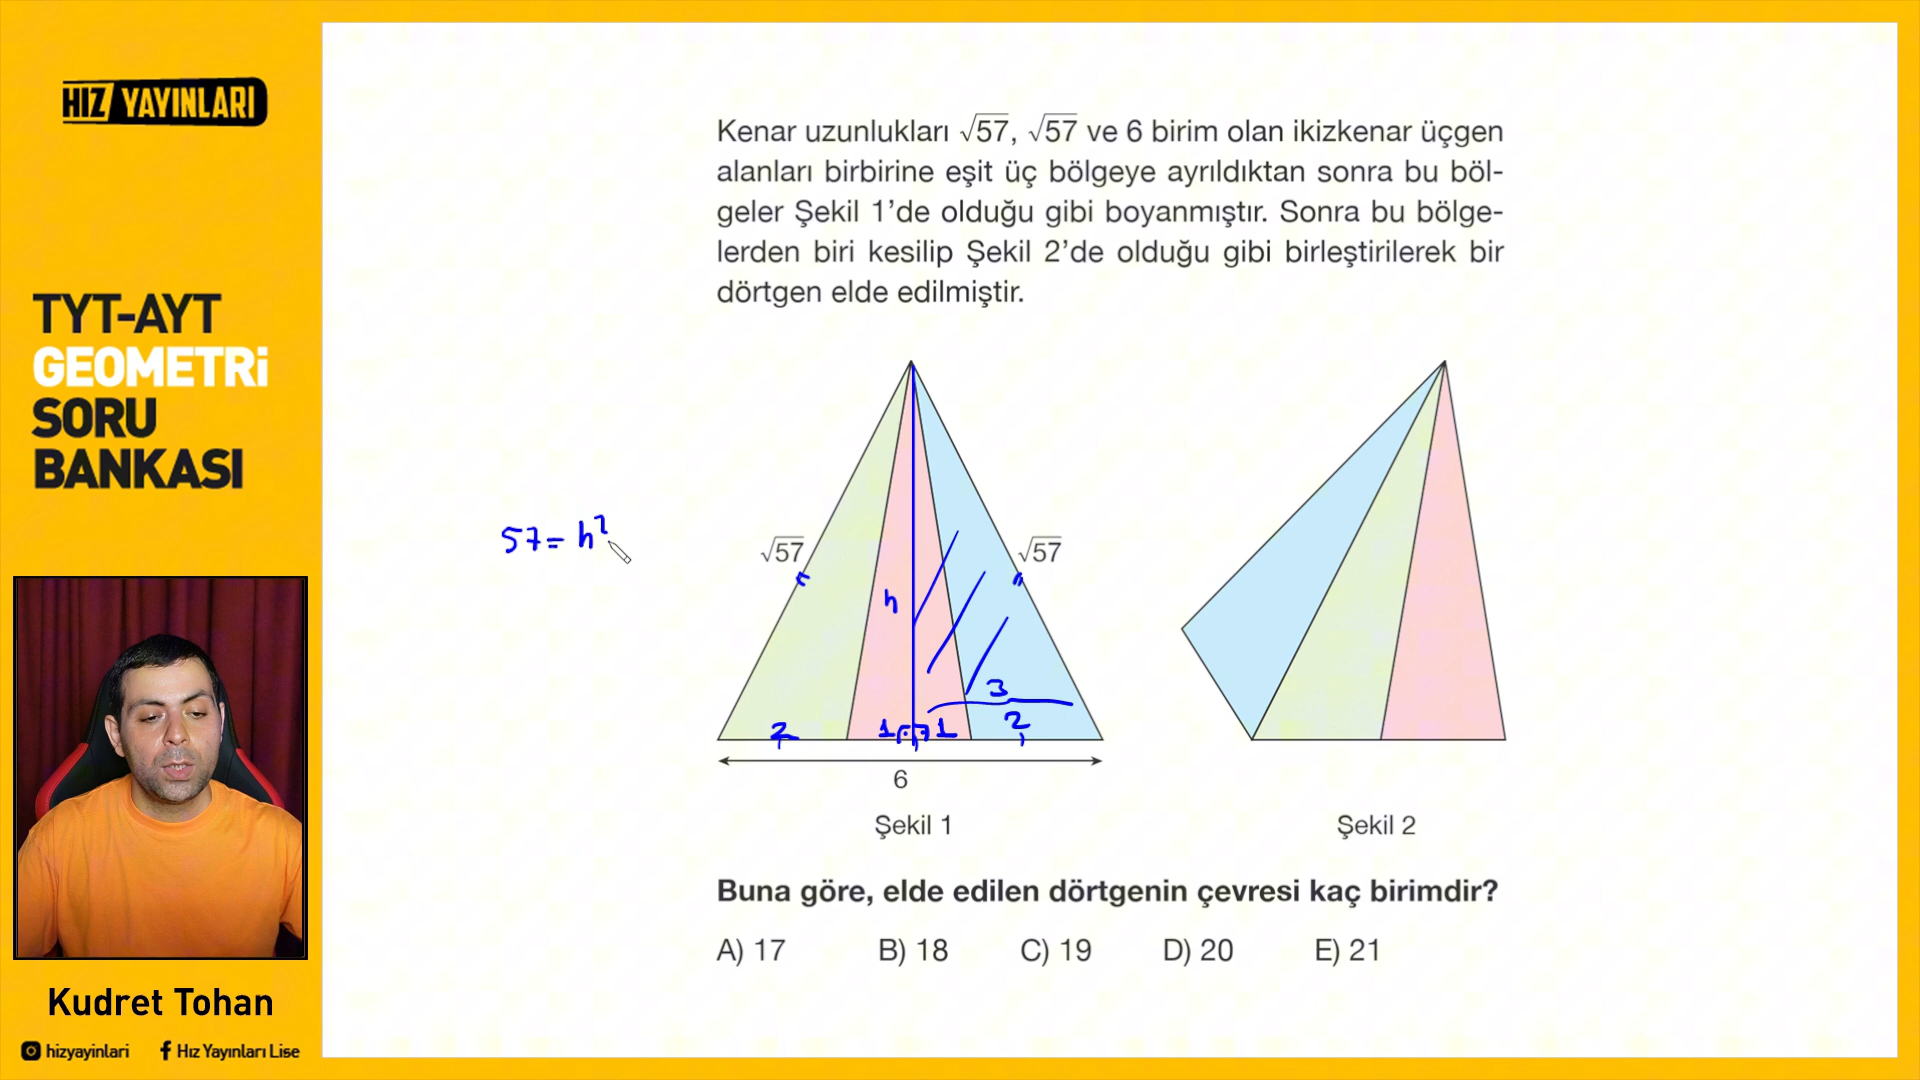 HIZ YAYINLARI
TYT-AYT
GEOMETRİ
SORU
BANKASI
Kudret Tohan
hizyayinlari
Hız Yayınları Lise
Kenar uzunlukları √57, √57 ve 6 birim olan ikizkenar üçgen
alanları birbirine eşit üç bölgeye ayrıldıktan sonra bu böl-
geler Şekil 1’de olduğu gibi boyanmıştır. Sonra bu bölge-
lerden biri kesilip Şekil 2’de olduğu gibi birleştirilerek bir
dörtgen elde edilmiştir.
57 = h²
√57
√57
h
3
2 1 1 2
6
Şekil 1
Şekil 2
Buna göre, elde edilen dörtgenin çevresi kaç birimdir?
A) 17 B) 18 C) 19 D) 20 E) 21